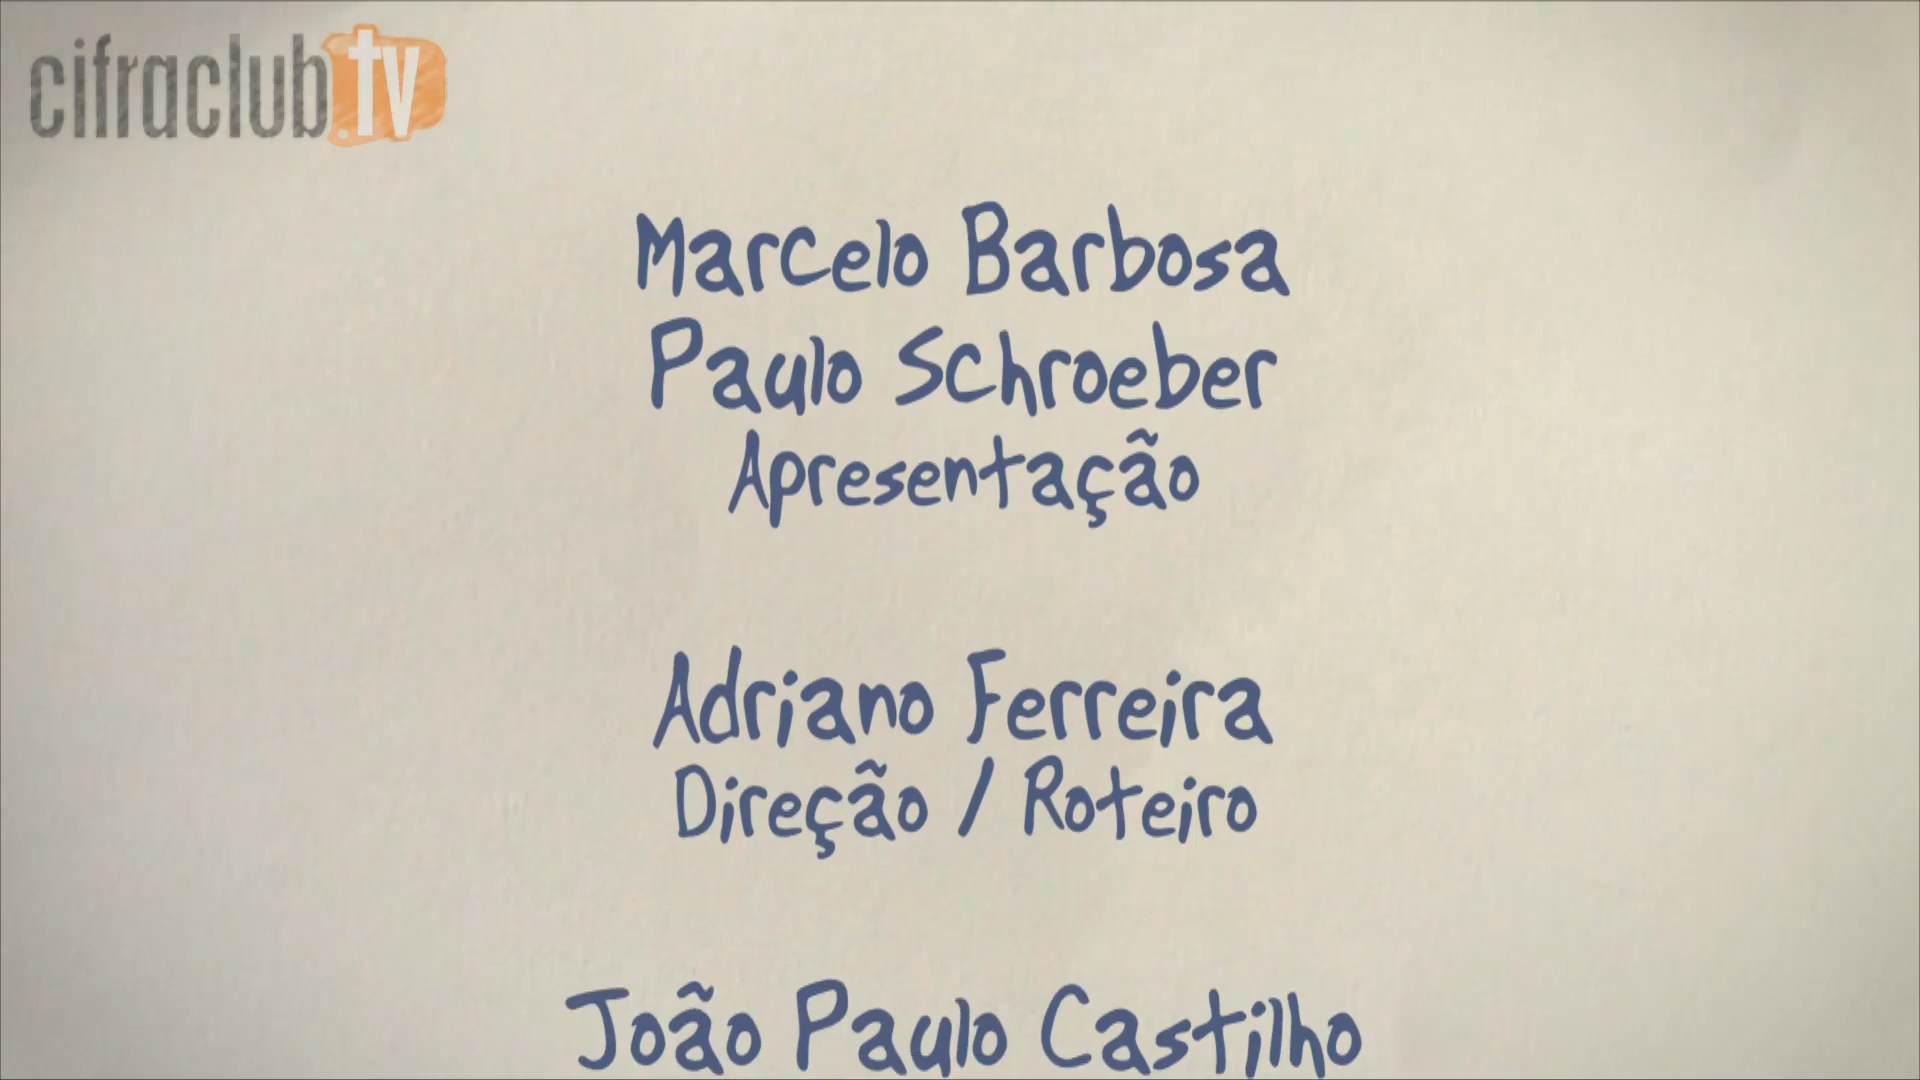 cifraclub.tv
Marcelo Barbosa
Paulo Schroeber
Apresentação
Adriano Ferreira
Direção / Roteiro
João Paulo Castilho